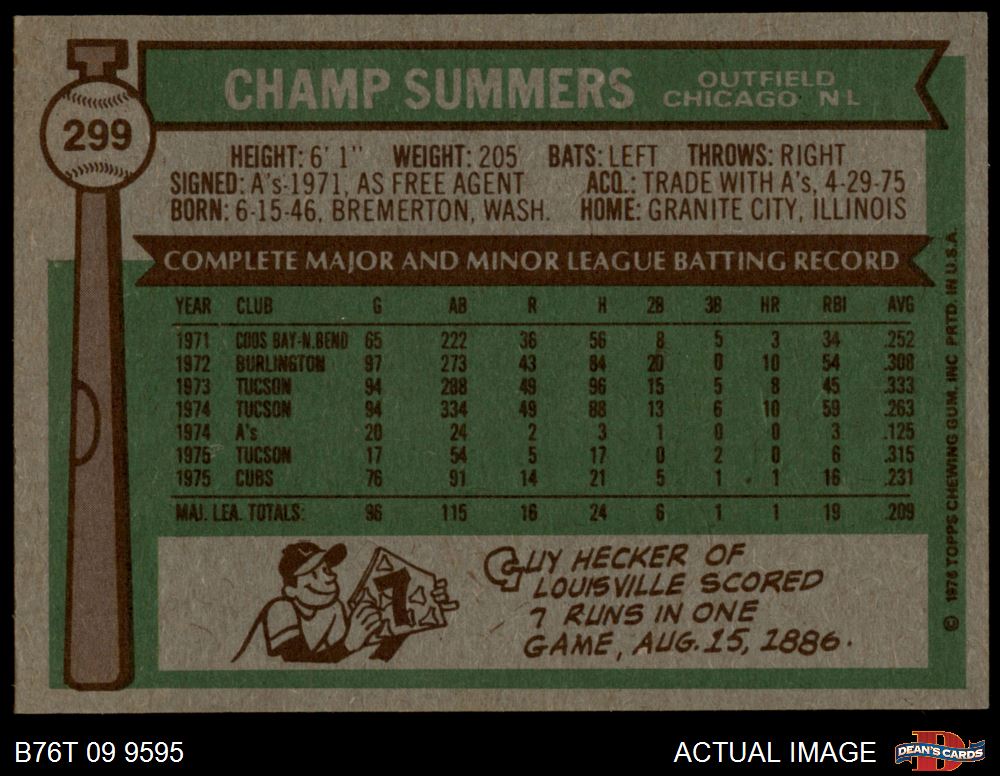 299
CHAMP SUMMERS
OUTFIELD
CHICAGO NL
HEIGHT: 6' 1" WEIGHT: 205 BATS: LEFT THROWS: RIGHT
SIGNED: A's-1971, AS FREE AGENT ACQ.: TRADE WITH A's, 4-29-75
BORN: 6-15-46, BREMERTON, WASH. HOME: GRANITE CITY, ILLINOIS
COMPLETE MAJOR AND MINOR LEAGUE BATTING RECORD
YEAR CLUB G AB R H 2B 3B HR RBI AVG
1971 COOS BAY-N.BEND 65 222 36 56 8 5 3 34 .252
1972 BURLINGTON 97 273 43 84 20 0 10 54 .308
1973 TUCSON 94 288 49 96 15 5 8 45 .333
1974 TUCSON 94 334 49 88 13 6 10 59 .263
1974 A's 20 24 2 3 1 0 0 3 .125
1975 TUCSON 17 54 5 17 0 2 0 6 .315
1975 CUBS 76 91 14 21 5 1 1 16 .231
MAJ. LEA. TOTALS: 96 115 16 24 6 1 1 19 .209
7
GUY HECKER OF
LOUISVILLE SCORED
7 RUNS IN ONE
GAME, AUG. 15, 1886.
© 1976 TOPPS CHEWING GUM, INC PRTD. IN U.S.A.
B76T 09 9595
ACTUAL IMAGE
D
DEAN'S CARDS